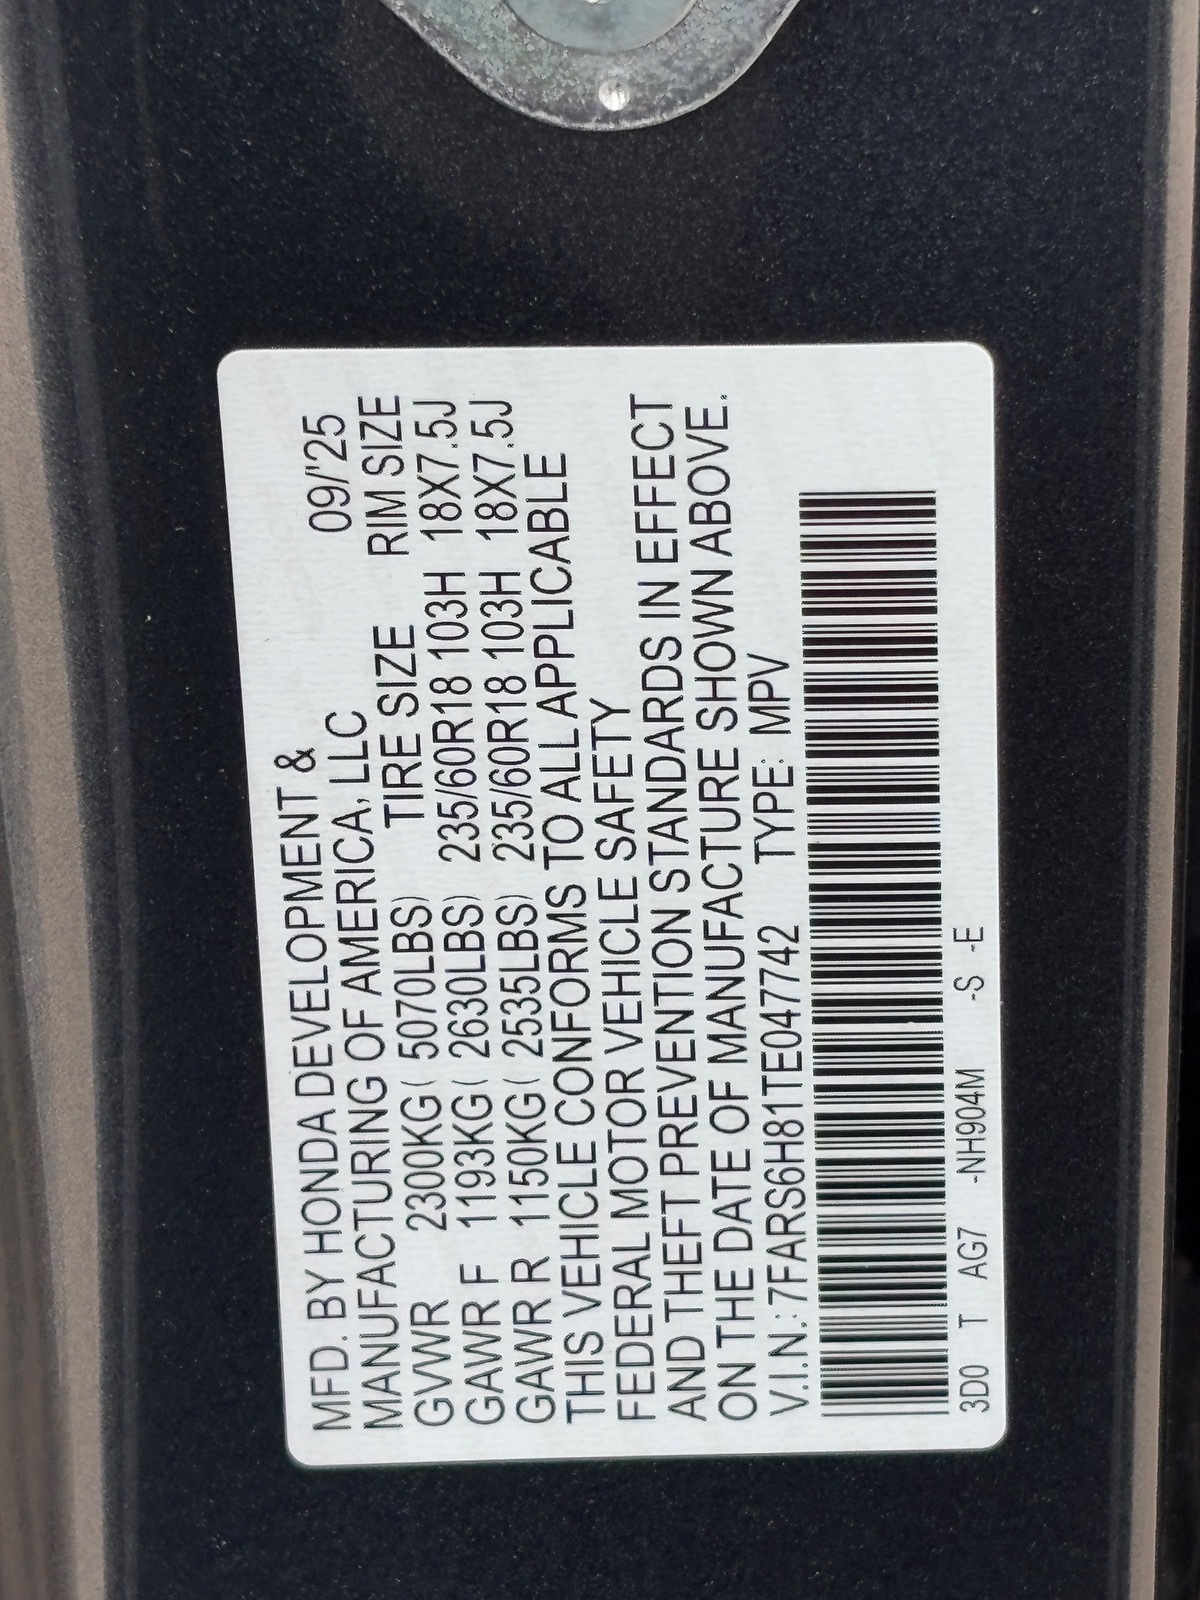 MFD. BY HONDA DEVELOPMENT &
MANUFACTURING OF AMERICA, LLC 09/'25
TIRE SIZE RIM SIZE
GVWR 2300KG ( 5070LBS)
GAWR F 1193KG ( 2630LBS) 235/60R18 103H 18X7.5J
GAWR R 1150KG ( 2535LBS) 235/60R18 103H 18X7.5J
THIS VEHICLE CONFORMS TO ALL APPLICABLE
FEDERAL MOTOR VEHICLE SAFETY
AND THEFT PREVENTION STANDARDS IN EFFECT
ON THE DATE OF MANUFACTURE SHOWN ABOVE.
V.I.N.: 7FARS6H81TE047742 TYPE: MPV
3D0 T AG7 -NH904M -S -E